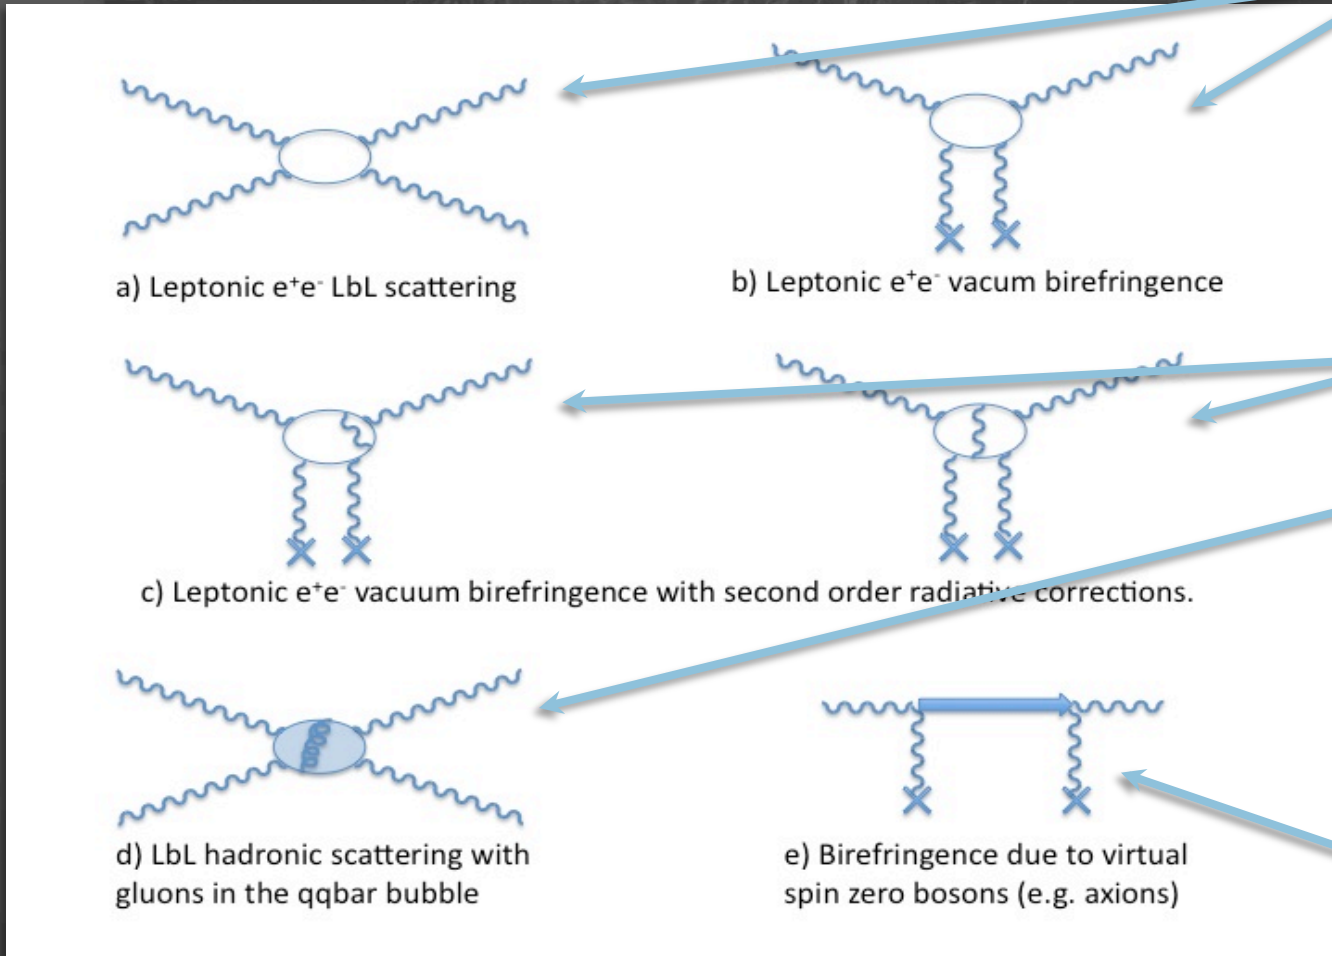 a) Leptonic e⁺e⁻ LbL scattering
b) Leptonic e⁺e⁻ vacum birefringence
c) Leptonic e⁺e⁻ vacuum birefringence with second order radiative corrections.
d) LbL hadronic scattering with
gluons in the qqbar bubble
e) Birefringence due to virtual
spin zero bosons (e.g. axions)